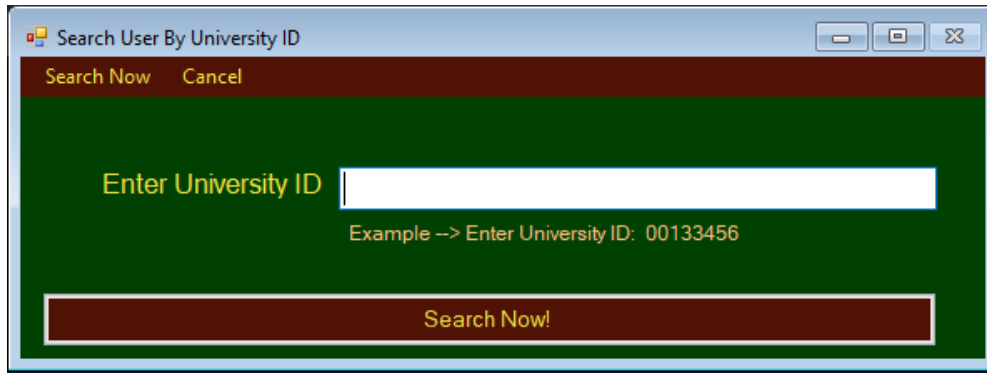 Search User By University ID
Search Now Cancel
Enter University ID
Example --> Enter University ID: 00133456
Search Now!